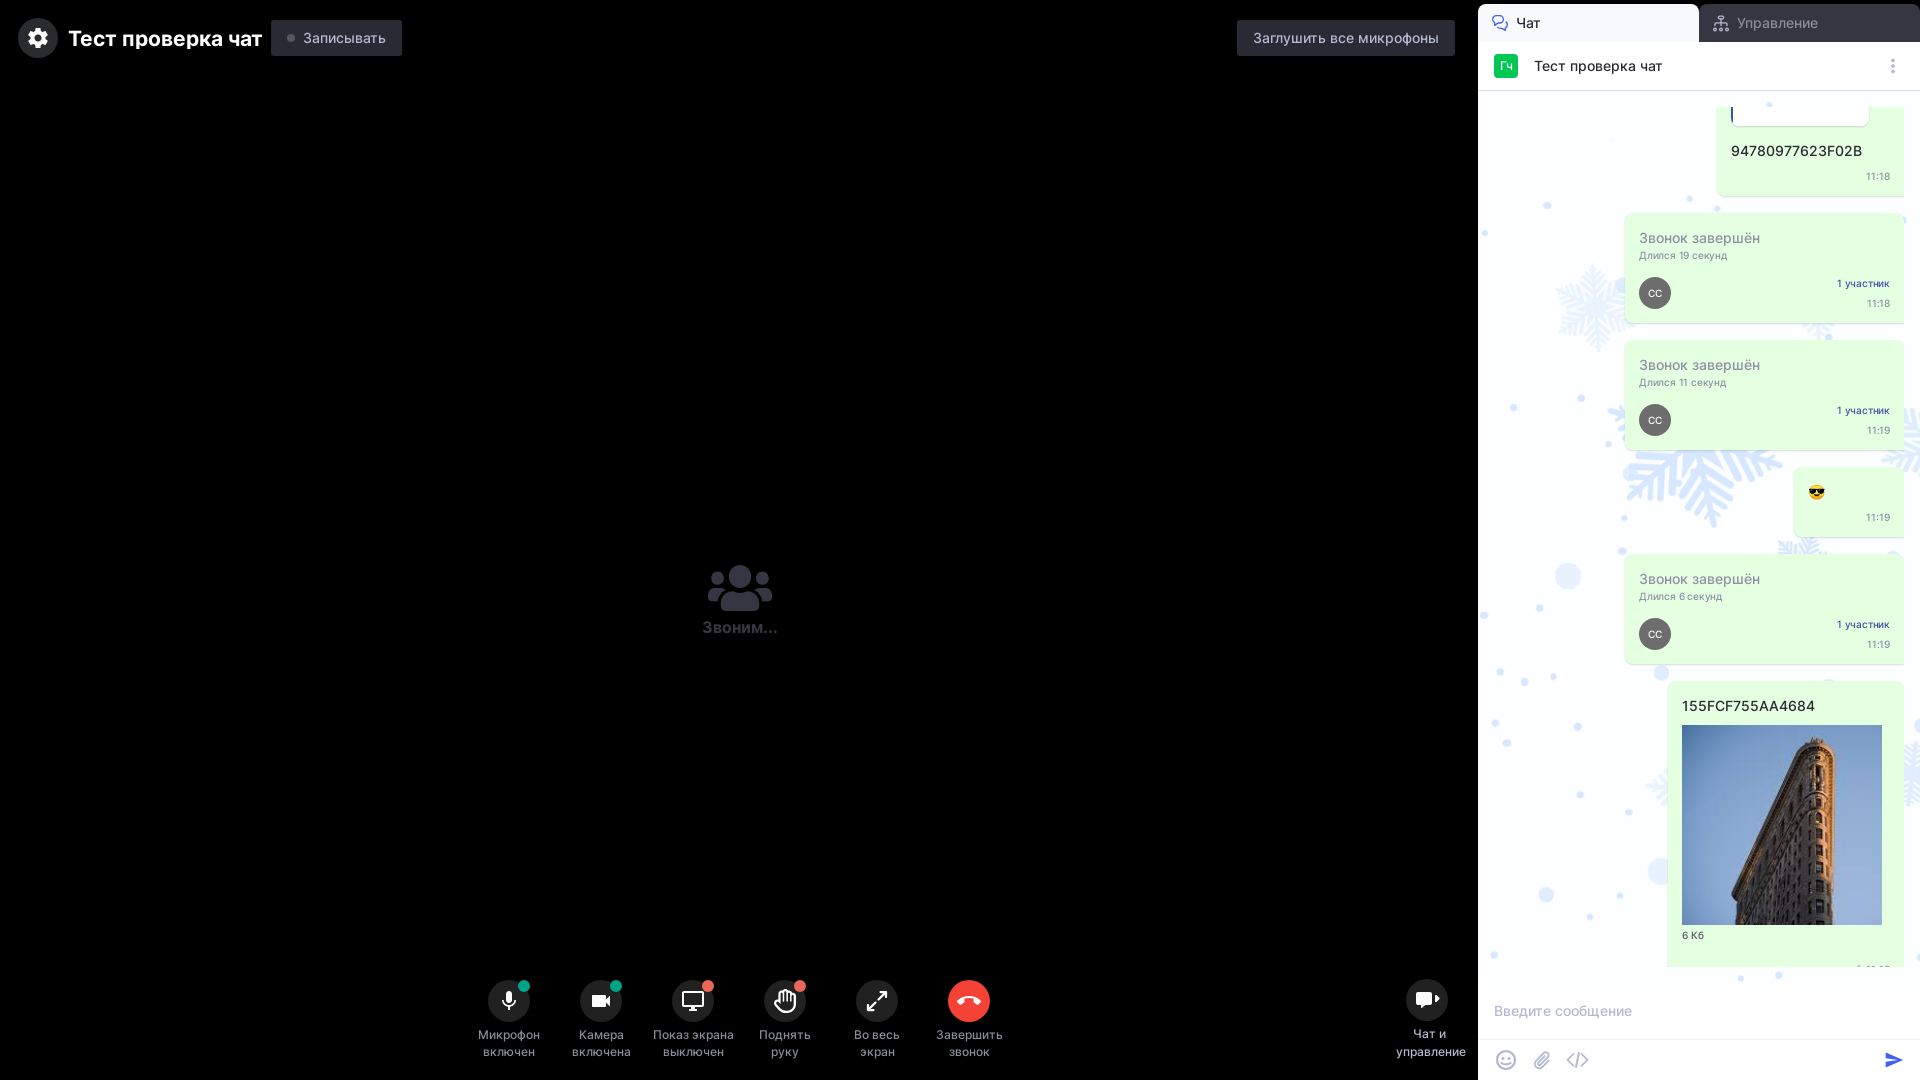 Тест проверка чат
Записывать
Заглушить все микрофоны
Звоним...
Микрофон
включен
Камера
включена
Показ экрана
выключен
Поднять
руку
Во весь
экран
Завершить
звонок
Чат и
управление
Чат
Управление
Гч
Тест проверка чат
94780977623F02B
11:18
Звонок завершён
Длился 19 секунд
СС
1 участник
11:18
Звонок завершён
Длился 11 секунд
СС
1 участник
11:19
11:19
Звонок завершён
Длился 6 секунд
СС
1 участник
11:19
155FCF755AA4684
6 Кб
Введите сообщение